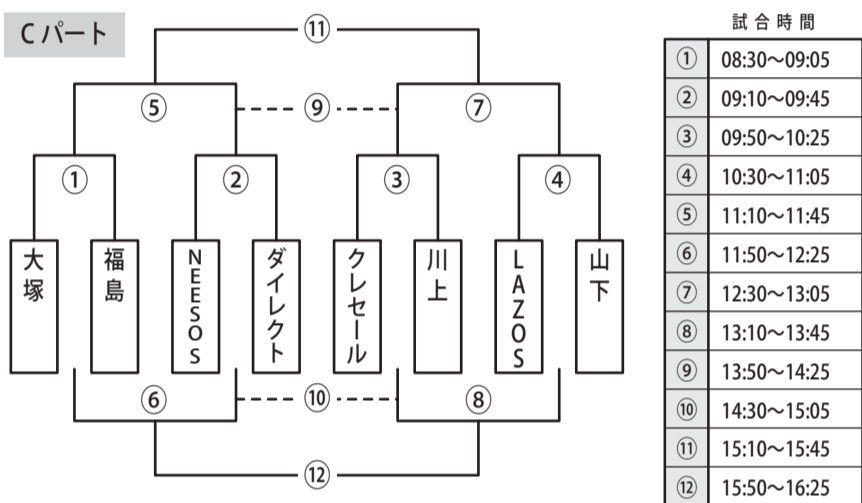 Cパート
⑪
⑤
⑨
⑦
①
②
③
④
大塚
福島
NEESOS
ダイレクト
クレセール
川上
LAZOS
山下
⑥
⑩
⑧
⑫
試合時間
① 08:30〜09:05
② 09:10〜09:45
③ 09:50〜10:25
④ 10:30〜11:05
⑤ 11:10〜11:45
⑥ 11:50〜12:25
⑦ 12:30〜13:05
⑧ 13:10〜13:45
⑨ 13:50〜14:25
⑩ 14:30〜15:05
⑪ 15:10〜15:45
⑫ 15:50〜16:25